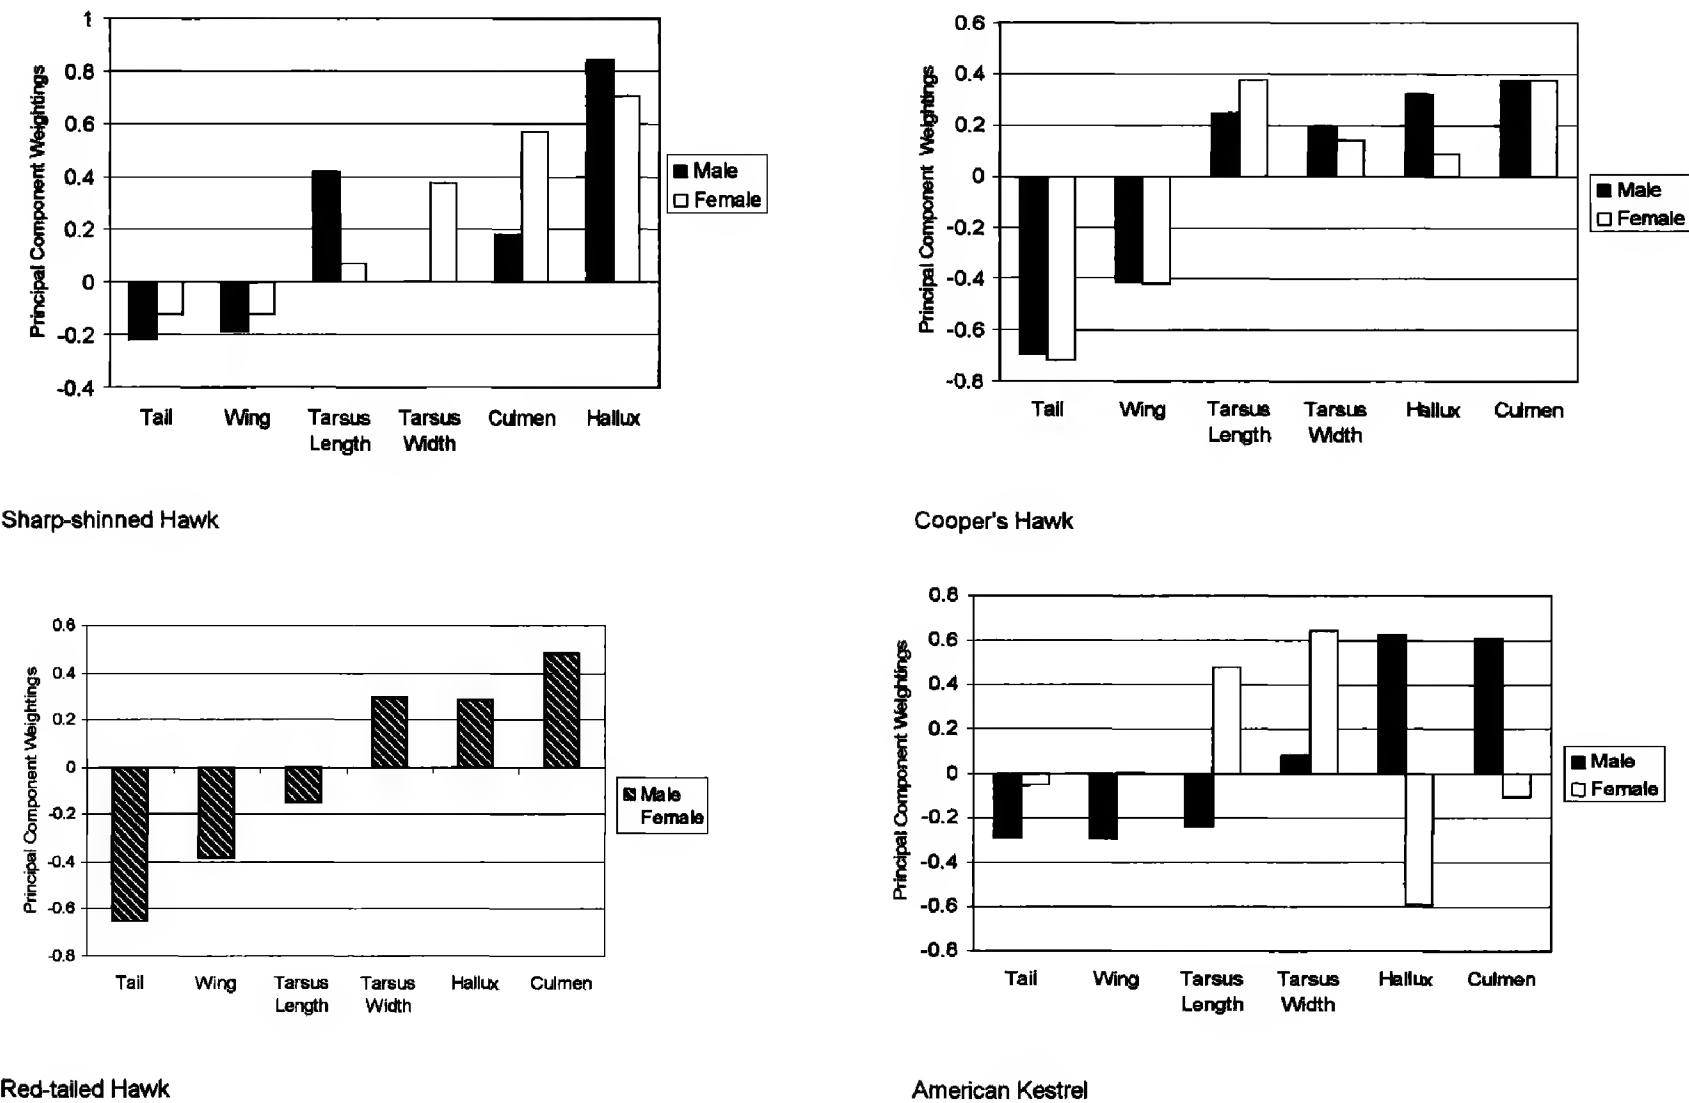 1
0.8
0.6
0.4
0.2
0
-0.2
-0.4
Principal Component Weightings
Tail Wing Tarsus Length Tarsus Width Culmen Hallux
Male
Female
Sharp-shinned Hawk
0.6
0.4
0.2
0
-0.2
-0.4
-0.6
-0.8
Principal Component Weightings
Tail Wing Tarsus Length Tarsus Width Hallux Culmen
Male
Female
Cooper's Hawk
0.6
0.4
0.2
0
-0.2
-0.4
-0.6
-0.8
Principal Component Weightings
Tail Wing Tarsus Length Tarsus Width Hallux Culmen
Male
Female
Red-tailed Hawk
0.8
0.6
0.4
0.2
0
-0.2
-0.4
-0.6
-0.8
Principal Component Weightings
Tail Wing Tarsus Length Tarsus Width Hallux Culmen
Male
Female
American Kestrel